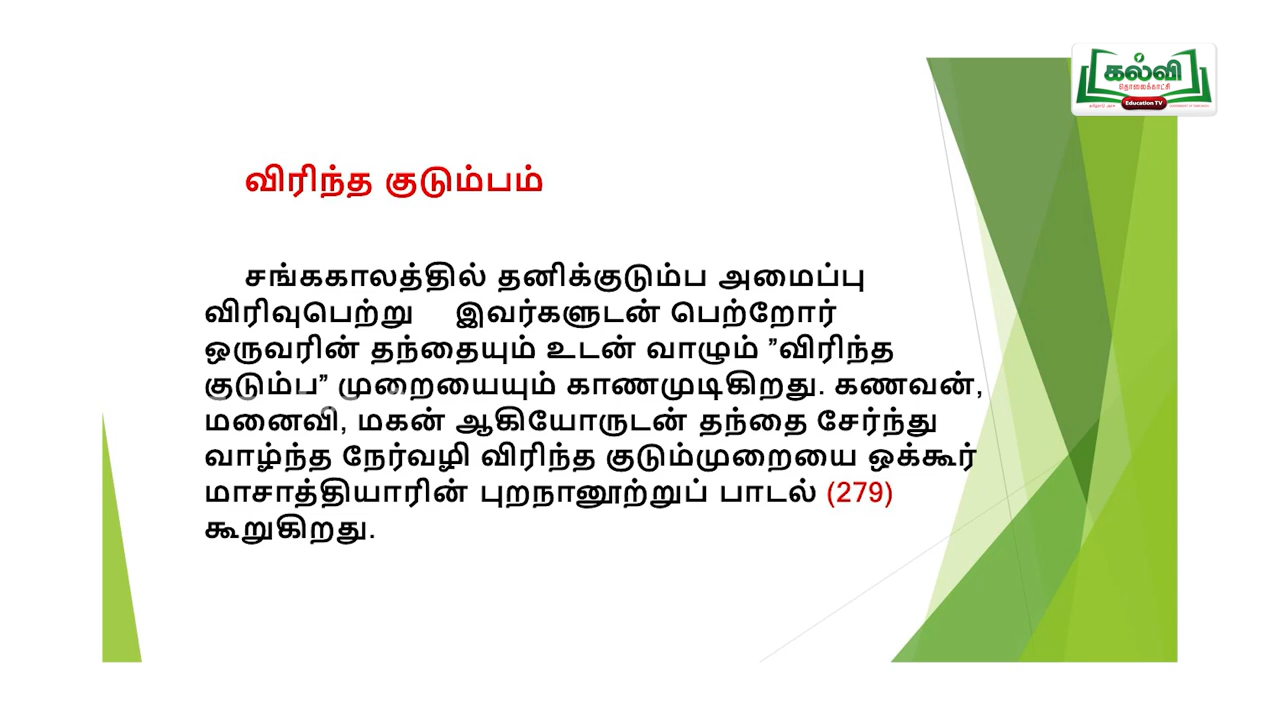 கல்வி
தொலைக்காட்சி
Education TV
விரிந்த குடும்பம்
சங்ககாலத்தில் தனிக்குடும்ப அமைப்பு
விரிவுபெற்று இவர்களுடன் பெற்றோர்
ஒருவரின் தந்தையும் உடன் வாழும் ”விரிந்த
குடும்ப” முறையையும் காணமுடிகிறது. கணவன்,
மனைவி, மகன் ஆகியோருடன் தந்தை சேர்ந்து
வாழ்ந்த நேர்வழி விரிந்த குடும்முறையை ஒக்கூர்
மாசாத்தியாரின் புறநானூற்றுப் பாடல் (279)
கூறுகிறது.